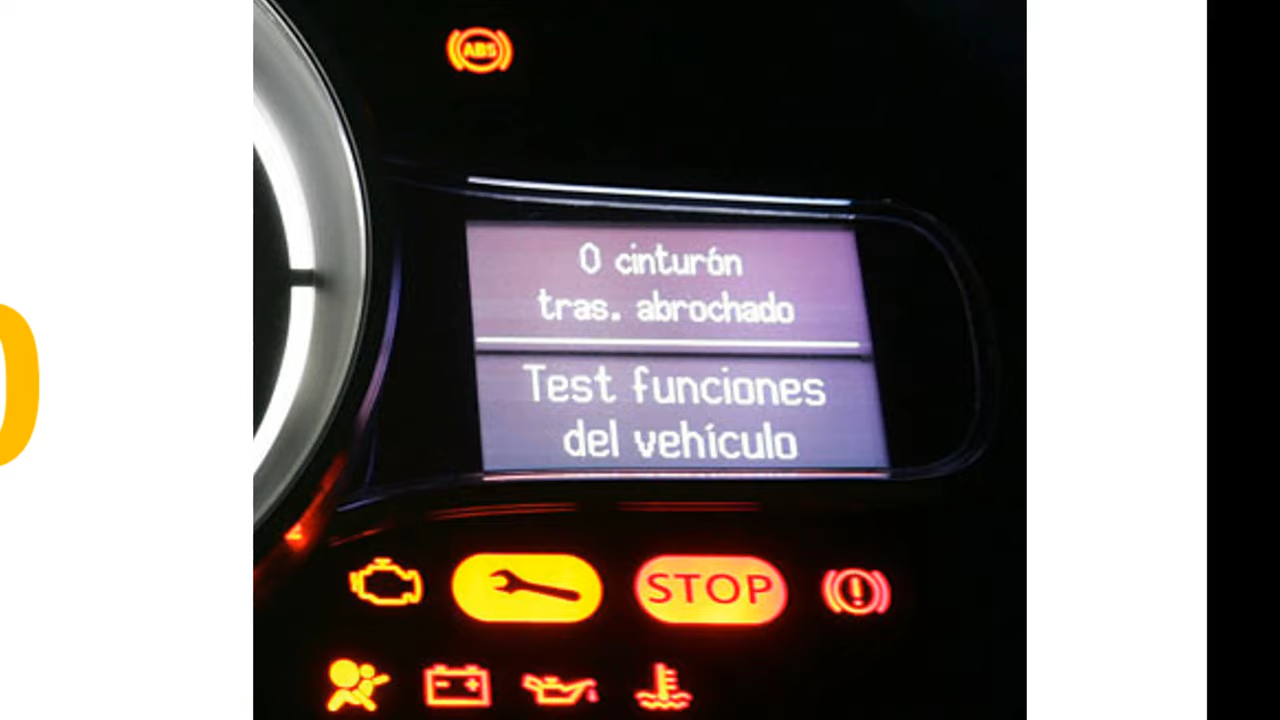 ABS
0 cinturón
tras. abrochado
Test funciones
del vehículo
STOP